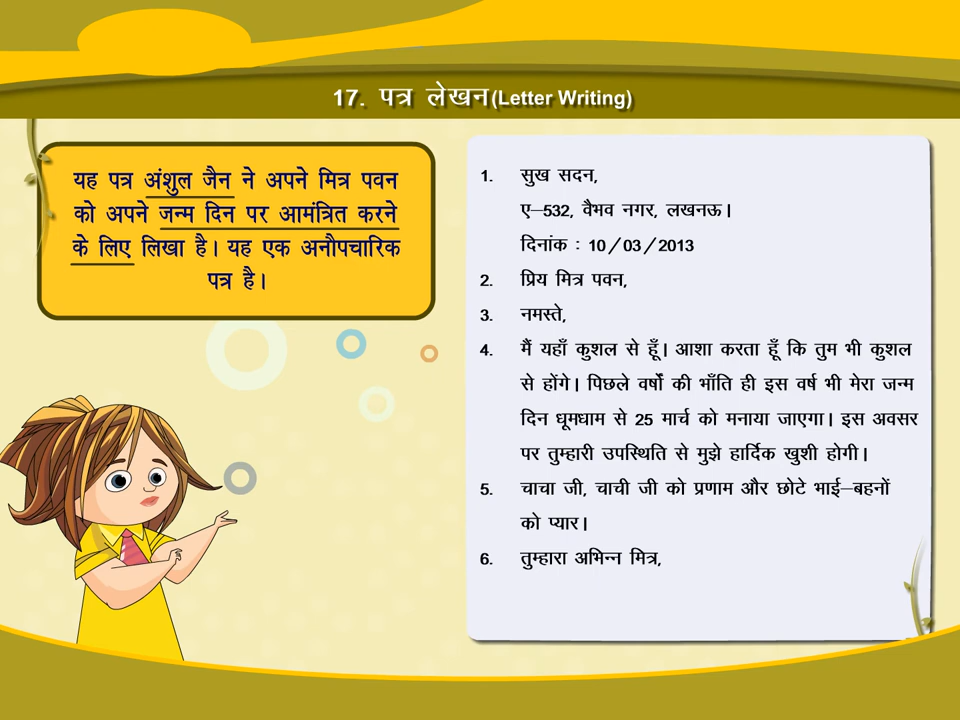 17. पत्र लेखन(Letter Writing)
यह पत्र अंशुल जैन ने अपने मित्र पवन
को अपने जन्म दिन पर आमंत्रित करने
के लिए लिखा है। यह एक अनौपचारिक
पत्र है।
1. सुख सदन,
ए–532, वैभव नगर, लखनऊ।
दिनांक : 10/03/2013
2. प्रिय मित्र पवन,
3. नमस्ते,
4. मैं यहाँ कुशल से हूँ। आशा करता हूँ कि तुम भी कुशल
से होंगे। पिछले वर्षों की भाँति ही इस वर्ष भी मेरा जन्म
दिन धूमधाम से 25 मार्च को मनाया जाएगा। इस अवसर
पर तुम्हारी उपस्थिति से मुझे हार्दिक खुशी होगी।
5. चाचा जी, चाची जी को प्रणाम और छोटे भाई–बहनों
को प्यार।
6. तुम्हारा अभिन्न मित्र,